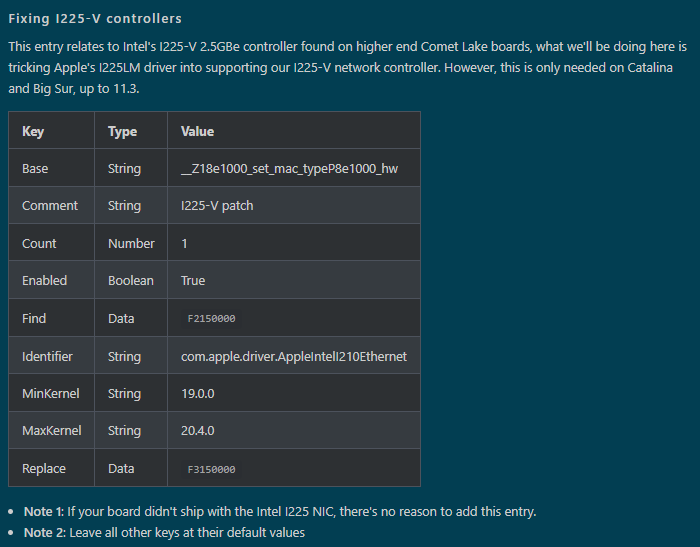 Fixing I225-V controllers
This entry relates to Intel's I225-V 2.5GBe controller found on higher end Comet Lake boards, what we'll be doing here is
tricking Apple's I225LM driver into supporting our I225-V network controller. However, this is only needed on Catalina
and Big Sur, up to 11.3.
Key Type Value
Base String __Z18e1000_set_mac_typeP8e1000_hw
Comment String I225-V patch
Count Number 1
Enabled Boolean True
Find Data F2150000
Identifier String com.apple.driver.AppleIntelI210Ethernet
MinKernel String 19.0.0
MaxKernel String 20.4.0
Replace Data F3150000
• Note 1: If your board didn't ship with the Intel I225 NIC, there's no reason to add this entry.
• Note 2: Leave all other keys at their default values